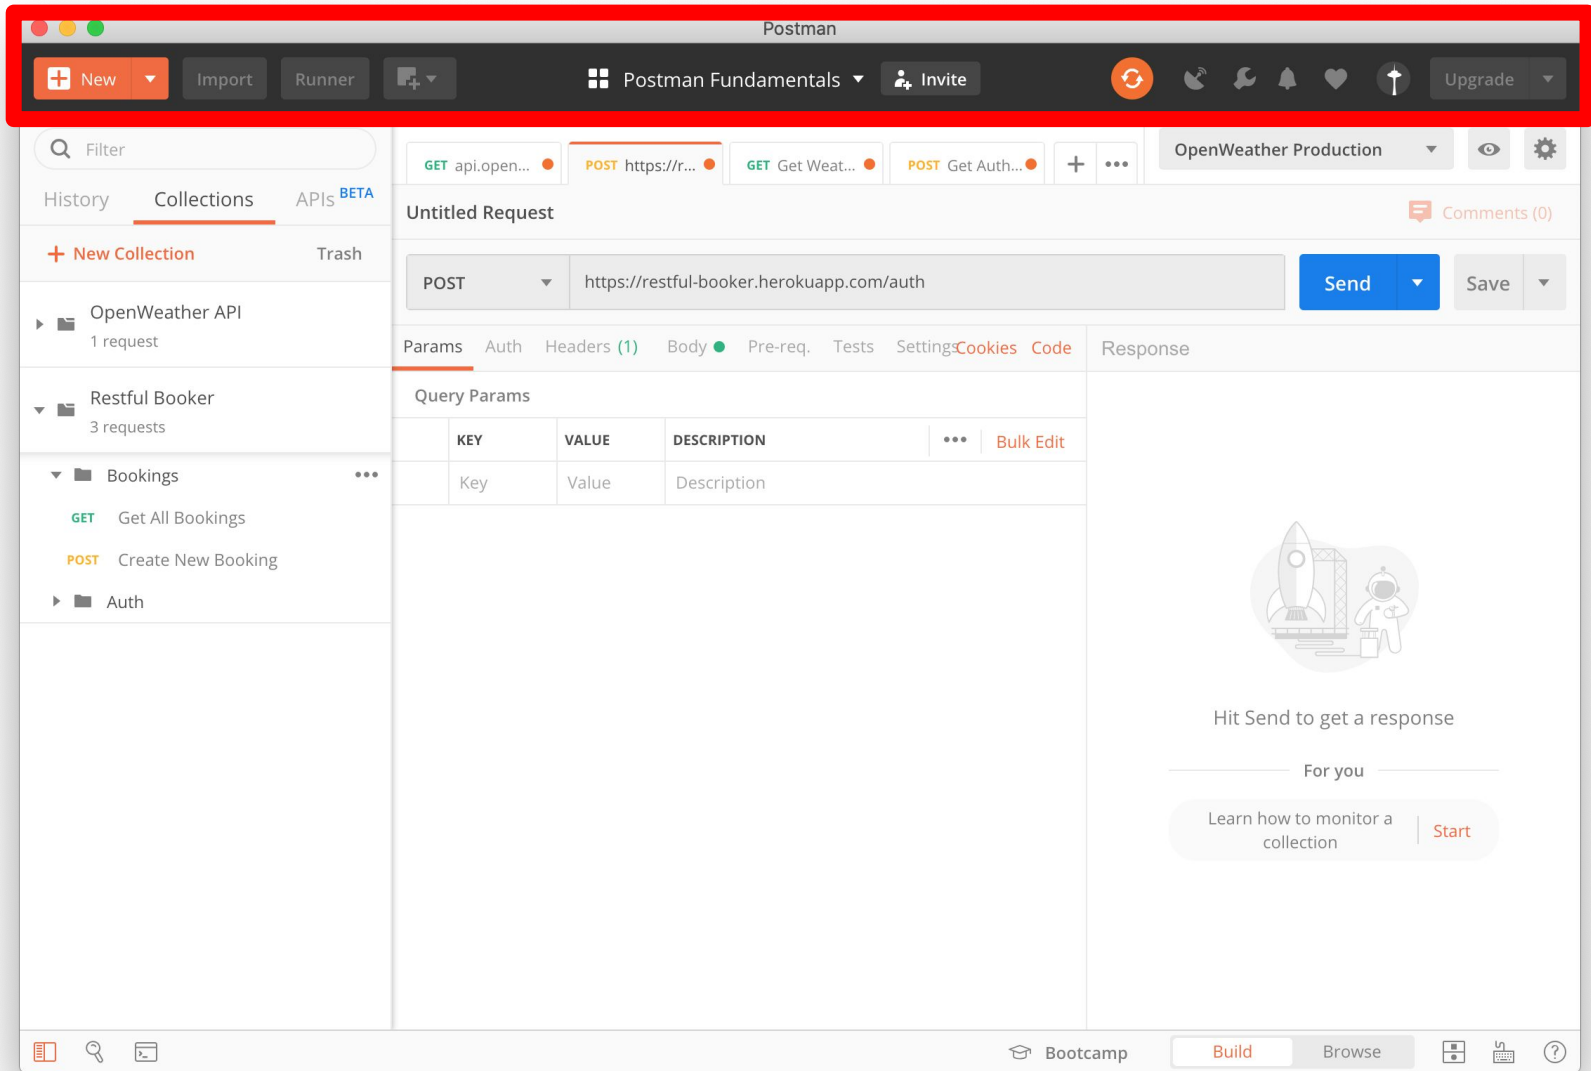 Postman
New
Import
Runner
Postman Fundamentals
Invite
Upgrade
Filter
History
Collections
APIs BETA
New Collection
Trash
OpenWeather API
1 request
Restful Booker
3 requests
Bookings
GET Get All Bookings
POST Create New Booking
Auth
GET api.open...
POST https://r...
GET Get Weat...
POST Get Auth...
OpenWeather Production
Untitled Request
Comments (0)
POST
https://restful-booker.herokuapp.com/auth
Send
Save
Params Auth Headers (1) Body Pre-req. Tests Settings Cookies Code
Query Params
KEY VALUE DESCRIPTION Bulk Edit
Key Value Description
Response
Hit Send to get a response
For you
Learn how to monitor a
collection
Start
Bootcamp
Build
Browse